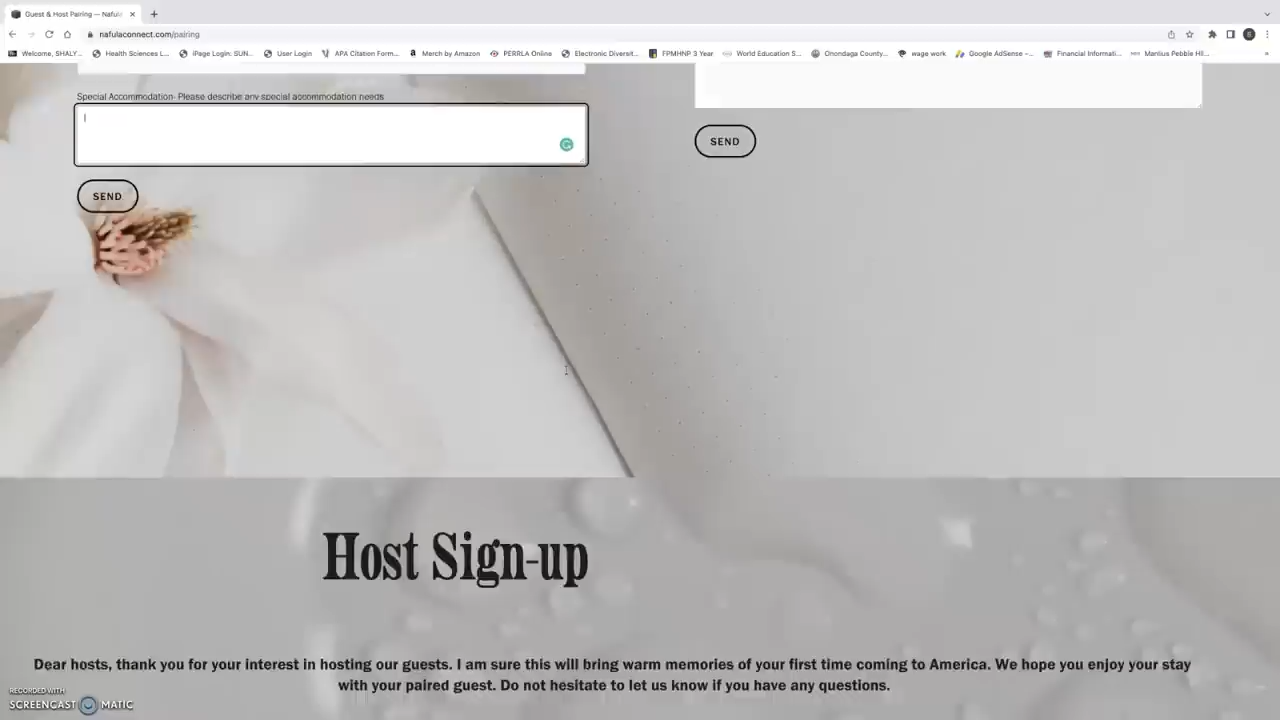 Guest & Host Pairing — Nafula
nafulaconnect.com/pairing
Welcome, SHALY... Health Sciences L... iPage Login: SUN... User Login APA Citation Form... Merch by Amazon PERRLA Online Electronic Diversit... FPMHNP 3 Year World Education S... Onondaga County... wage work Google AdSense –... Financial Informati... Manlius Pebble Hil... »
Special Accommodation- Please describe any special accommodation needs
SEND
SEND
Host Sign-up
Dear hosts, thank you for your interest in hosting our guests. I am sure this will bring warm memories of your first time coming to America. We hope you enjoy your stay
with your paired guest. Do not hesitate to let us know if you have any questions.
RECORDED WITH
SCREENCAST MATIC